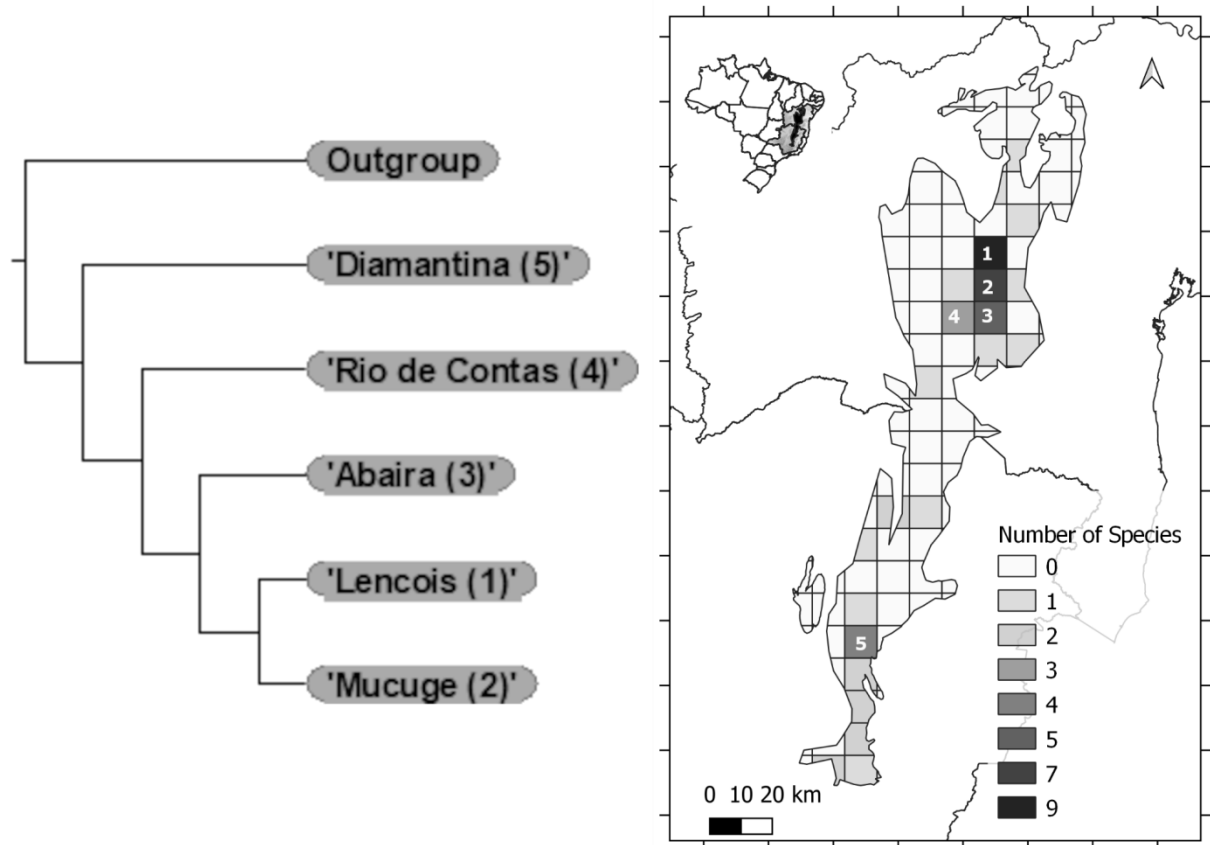 Outgroup
'Diamantina (5)'
'Rio de Contas (4)'
'Abaira (3)'
'Lencois (1)'
'Mucuge (2)'
1
2
4 3
5
Number of Species
0
1
2
3
4
5
7
9
0 10 20 km